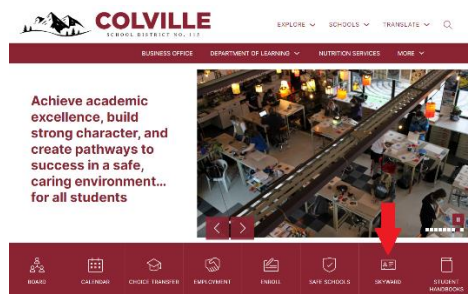 COLVILLE
SCHOOL DISTRICT NO. 115
EXPLORE SCHOOLS TRANSLATE
BUSINESS OFFICE DEPARTMENT OF LEARNING NUTRITION SERVICES MORE
Achieve academic
excellence, build
strong character, and
create pathways to
success in a safe,
caring environment...
for all students
BOARD CALENDAR CHOICE TRANSFER EMPLOYMENT ENROLL SAFE SCHOOLS SKYWARD STUDENT
HANDBOOKS